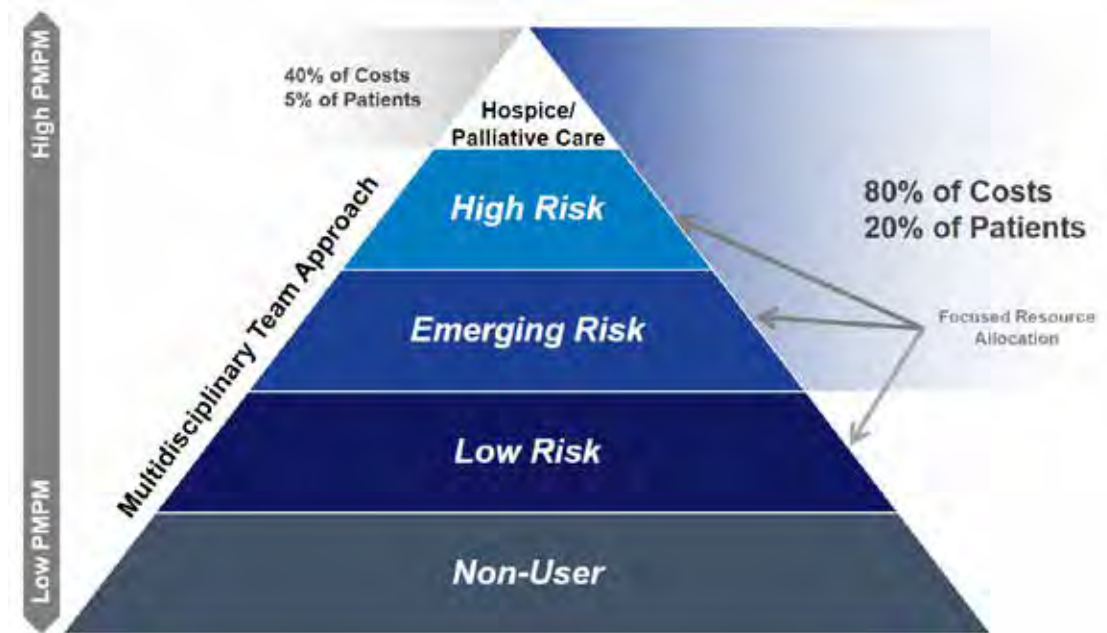 High PMPM
40% of Costs
5% of Patients
Hospice/
Palliative Care
80% of Costs
20% of Patients
High Risk
Multidisciplinary Team Approach
Emerging Risk
Focused Resource
Allocation
Low Risk
Low PMPM
Non-User